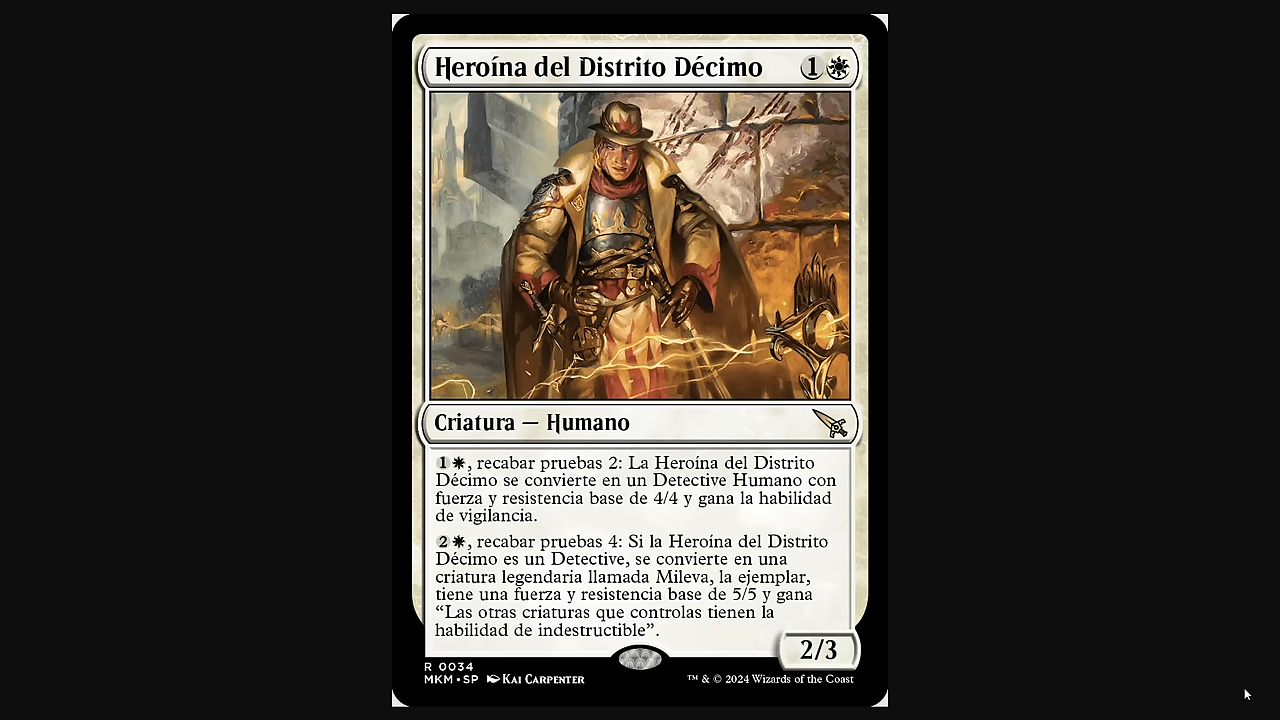 Heroína del Distrito Décimo 1
Criatura — Humano
1, recabar pruebas 2: La Heroína del Distrito
Décimo se convierte en un Detective Humano con
fuerza y resistencia base de 4/4 y gana la habilidad
de vigilancia.
2, recabar pruebas 4: Si la Heroína del Distrito
Décimo es un Detective, se convierte en una
criatura legendaria llamada Mileva, la ejemplar,
tiene una fuerza y resistencia base de 5/5 y gana
“Las otras criaturas que controlas tienen la
habilidad de indestructible”.
2/3
R 0034
MKM • SP Kai Carpenter
™ & © 2024 Wizards of the Coast